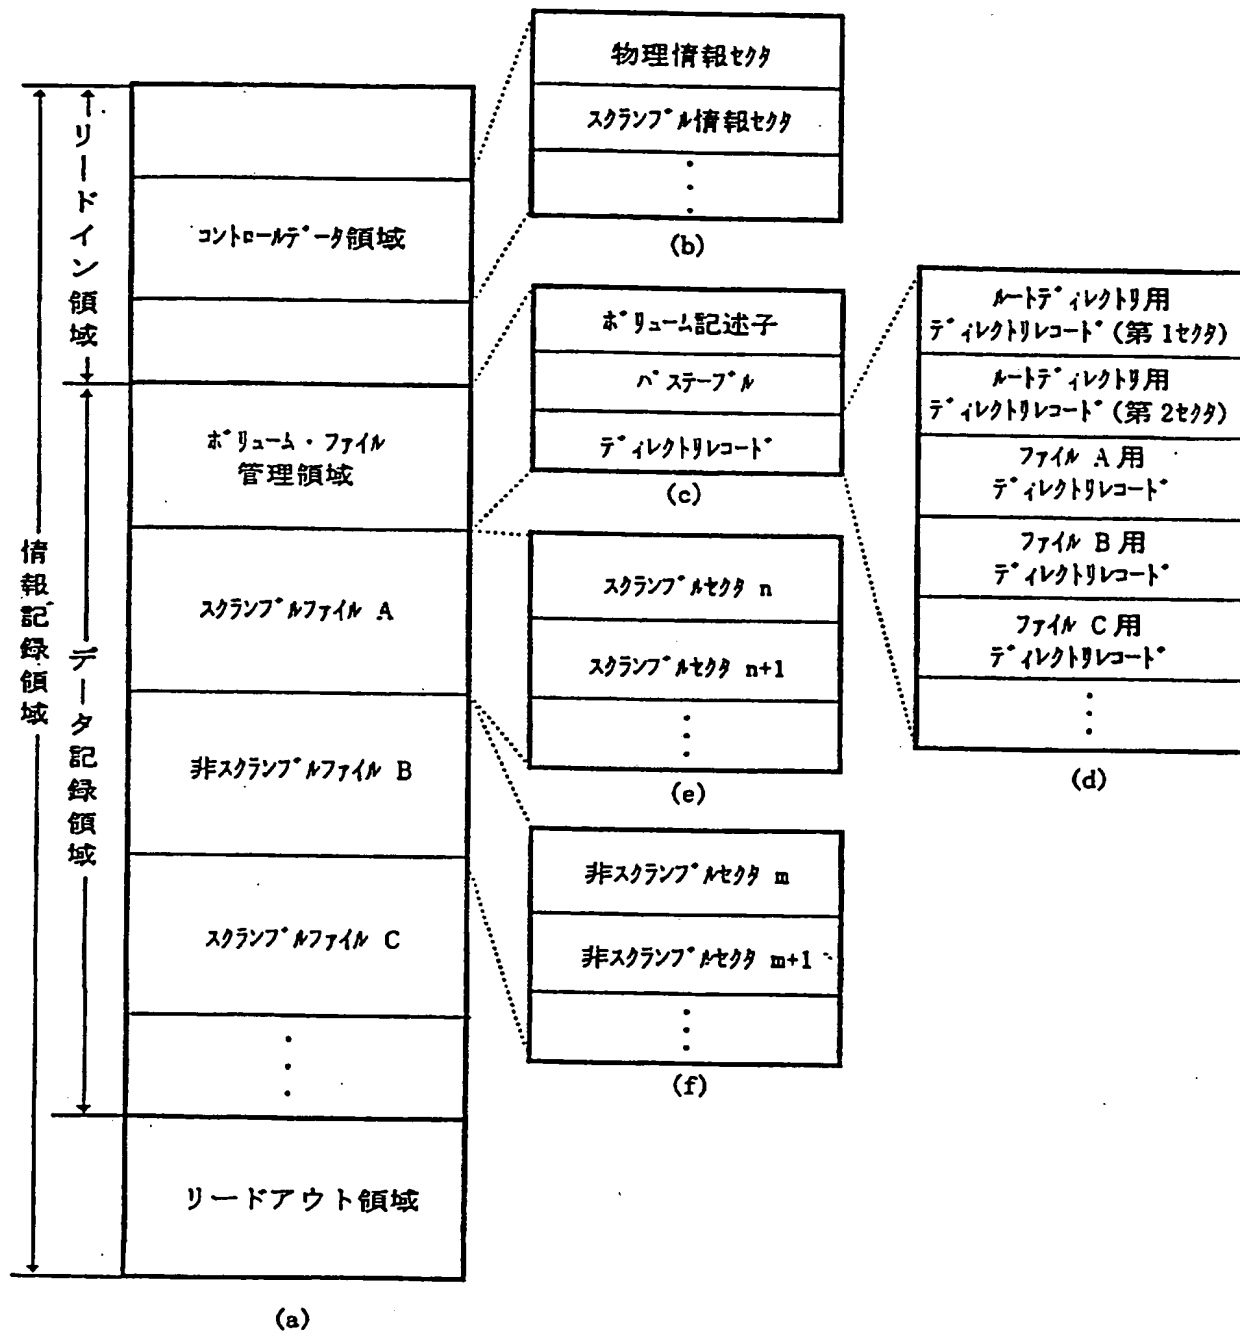 情報記録領域
リードイン領域
データ記録領域
コントロールデータ領域
ボリューム・ファイル
管理領域
スクランブルファイル A
非スクランブルファイル B
スクランブルファイル C
リードアウト領域
(a)
物理情報セクタ
スクランブル情報セクタ
(b)
ボリューム記述子
パステーブル
ディレクトリレコード
(c)
ルートディレクトリ用
ディレクトリレコード(第1セクタ)
ルートディレクトリ用
ディレクトリレコード(第2セクタ)
ファイル A 用
ディレクトリレコード
ファイル B 用
ディレクトリレコード
ファイル C 用
ディレクトリレコード
(d)
スクランブルセクタ n
スクランブルセクタ n+1
(e)
非スクランブルセクタ m
非スクランブルセクタ m+1
(f)